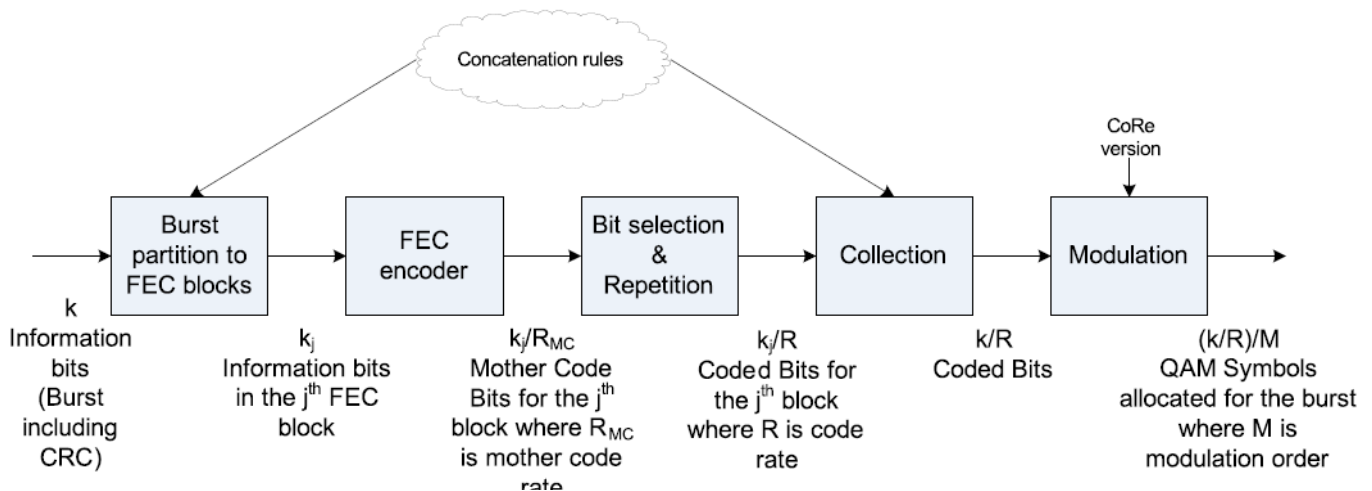 Concatenation rules
CoRe
version
Burst
partition to
FEC blocks
FEC
encoder
Bit selection
&
Repetition
Collection
Modulation
k
Information
bits
(Burst
including
CRC)
kj
Information bits
in the jth FEC
block
kj/RMC
Mother Code
Bits for the jth
block where RMC
is mother code
rate
kj/R
Coded Bits for
the jth block
where R is code
rate
k/R
Coded Bits
(k/R)/M
QAM Symbols
allocated for the burst
where M is
modulation order